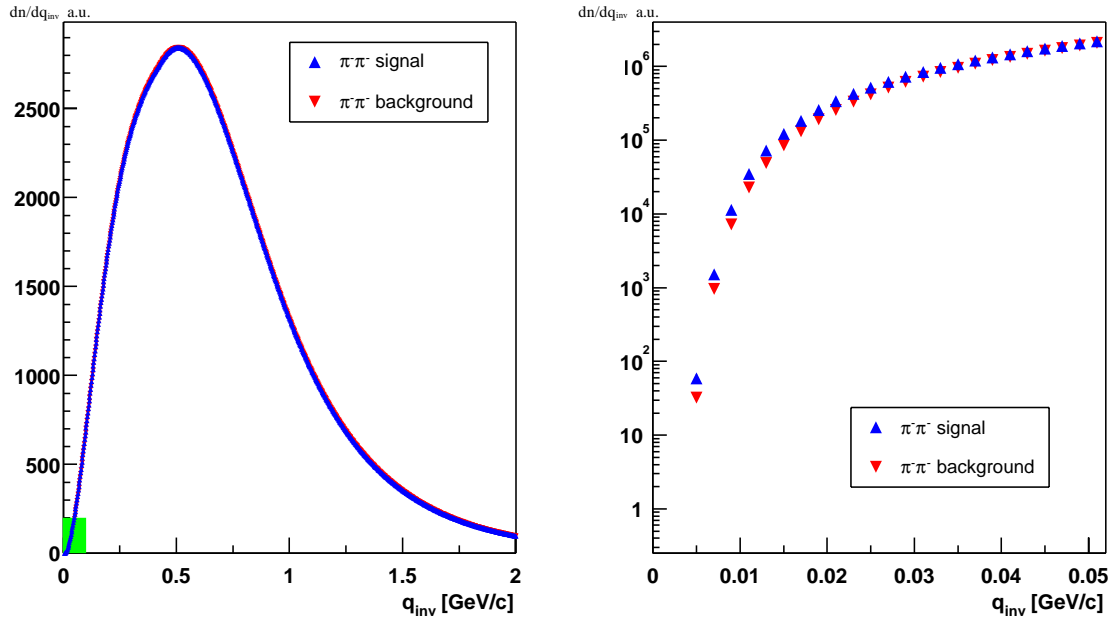 dn/dq_inv a.u.
2500
2000
1500
1000
500
0
0 0.5 1 1.5 2
q_inv [GeV/c]
π⁻π⁻ signal
π⁻π⁻ background
dn/dq_inv a.u.
10⁶
10⁵
10⁴
10³
10²
10
1
0 0.01 0.02 0.03 0.04 0.05
q_inv [GeV/c]
π⁻π⁻ signal
π⁻π⁻ background